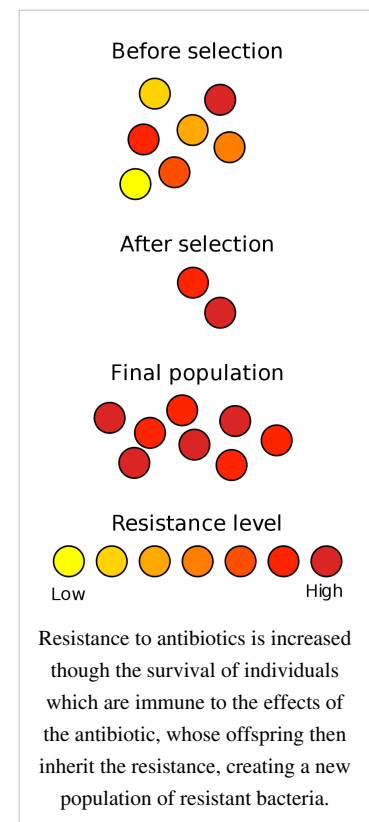 Before selection
After selection
Final population
Resistance level
Low
High
Resistance to antibiotics is increased
though the survival of individuals
which are immune to the effects of
the antibiotic, whose offspring then
inherit the resistance, creating a new
population of resistant bacteria.